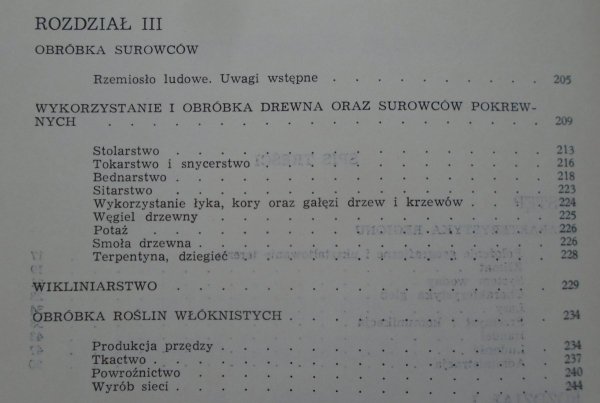 ROZDZIAŁ III
OBRÓBKA SUROWCÓW
Rzemiosło ludowe. Uwagi wstępne . . . . . . . . . . 205
WYKORZYSTANIE I OBRÓBKA DREWNA ORAZ SUROWCÓW POKREW-
NYCH . . . . . . . . . . . . . . . . . 209
Stolarstwo . . . . . . . . . . . . . . . 213
Tokarstwo i snycerstwo . . . . . . . . . . . . 216
Bednarstwo . . . . . . . . . . . . . . . 218
Sitarstwo . . . . . . . . . . . . . . . 223
Wykorzystanie łyka, kory oraz gałęzi drzew i krzewów . . . . 224
Węgiel drzewny . . . . . . . . . . . . . 225
Potaż . . . . . . . . . . . . . . . . 226
Smoła drzewna . . . . . . . . . . . . . . 226
Terpentyna, dziegieć . . . . . . . . . . . . 228
WIKLINIARSTWO . . . . . . . . . . . . . . 229
OBRÓBKA ROŚLIN WŁÓKNISTYCH . . . . . . . . . 234
Produkcja przędzy . . . . . . . . . . . . . 234
Tkactwo . . . . . . . . . . . . . . . 237
Powroźnictwo . . . . . . . . . . . . . . 240
Wyrób sieci . . . . . . . . . . . . . . . 244